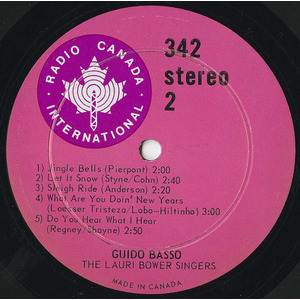 RADIO CANADA
INTERNATIONAL
342
stereo
2
1) Jingle Bells (Pierpont) 2:00
2) Let It Snow (Styne/Cohn) 2:40
3) Sleigh Ride (Anderson) 2:20
4) What Are You Doin' New Years
(Loesser Tristeza/Lobo-Hiltinho) 3:00
5) Do You Hear What I Hear
(Regney/Shayne) 2:50
GUIDO BASSO
THE LAURI BOWER SINGERS
MADE IN CANADA